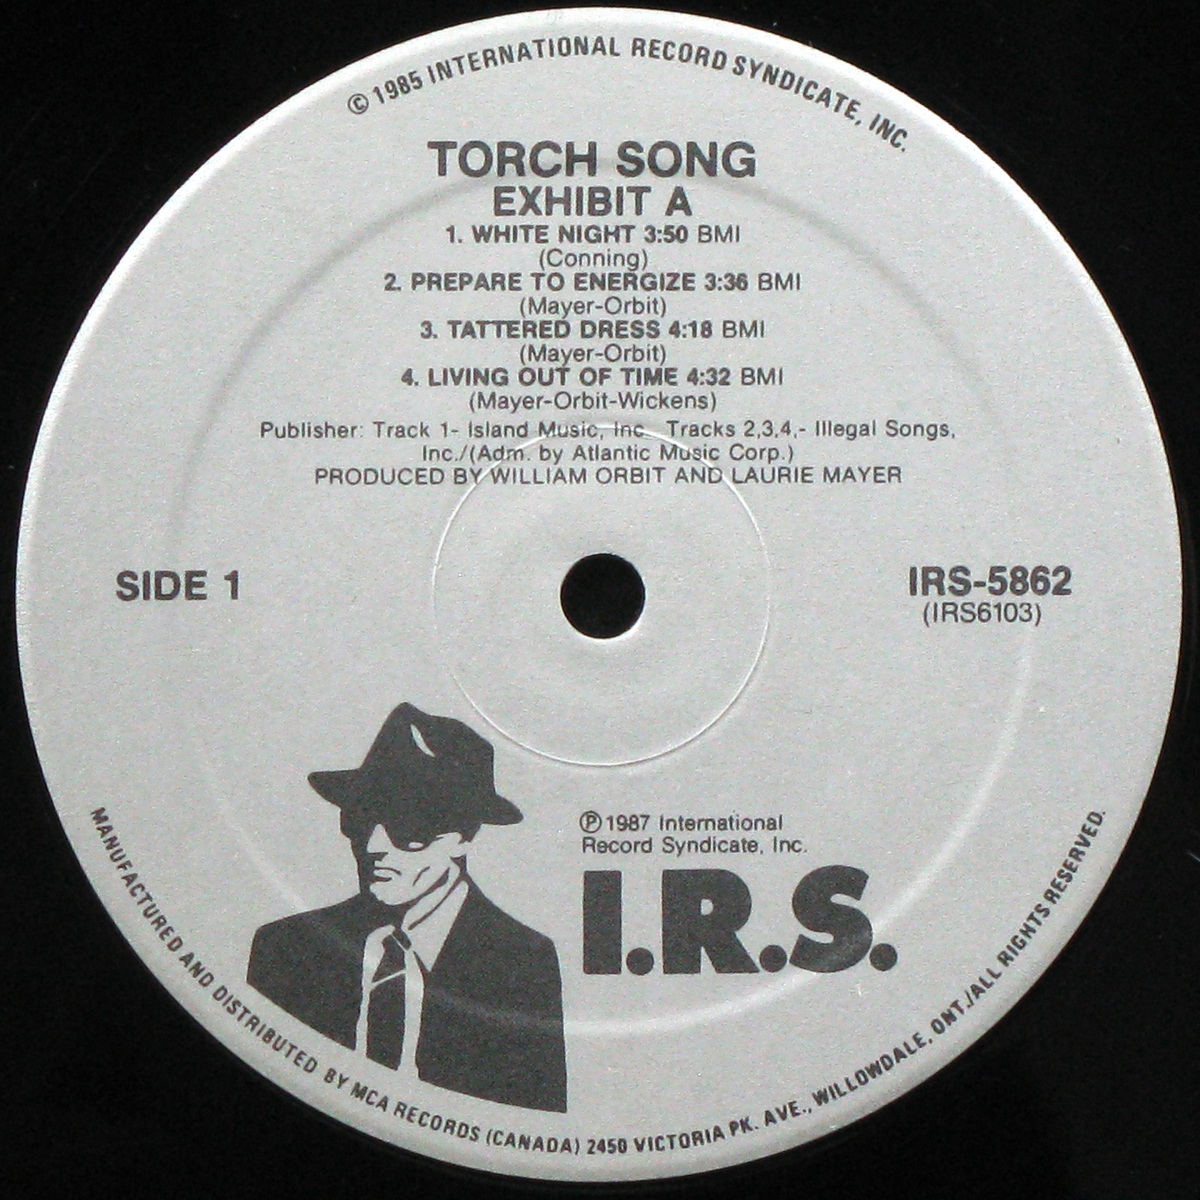 © 1985 INTERNATIONAL RECORD SYNDICATE, INC.
TORCH SONG
EXHIBIT A
1. WHITE NIGHT 3:50 BMI
(Conning)
2. PREPARE TO ENERGIZE 3:36 BMI
(Mayer-Orbit)
3. TATTERED DRESS 4:18 BMI
(Mayer-Orbit)
4. LIVING OUT OF TIME 4:32 BMI
(Mayer-Orbit-Wickens)
Publisher: Track 1- Island Music, Inc. Tracks 2,3,4,- Illegal Songs,
Inc./(Adm. by Atlantic Music Corp.)
PRODUCED BY WILLIAM ORBIT AND LAURIE MAYER
SIDE 1
IRS-5862
(IRS6103)
℗ 1987 International
Record Syndicate, Inc.
I.R.S.
MANUFACTURED AND DISTRIBUTED BY MCA RECORDS (CANADA) 2450 VICTORIA PK. AVE., WILLOWDALE, ONT./ALL RIGHTS RESERVED.